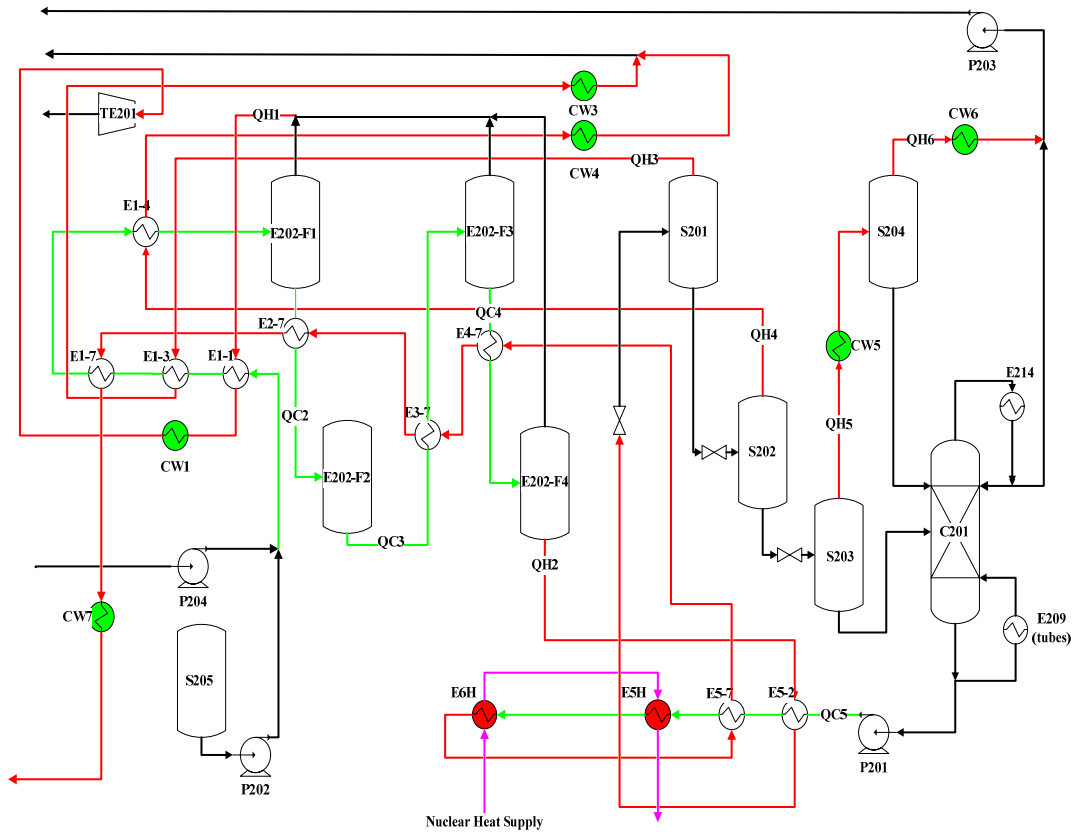 P203
TE201
QH1
CW3
CW6
QH6
CW4
QH3
E1-4
E202-F1
E202-F3
S201
S204
QC4
E2-7
E4-7
QH4
CW5
E1-7
E1-3
E1-1
E214
QC2
E3-7
QH5
CW1
E202-F2
E202-F4
S202
C201
QC3
S203
QH2
P204
CW7
E209
(tubes)
S205
E6H
E5H
E5-7
E5-2
QC5
P202
P201
Nuclear Heat Supply